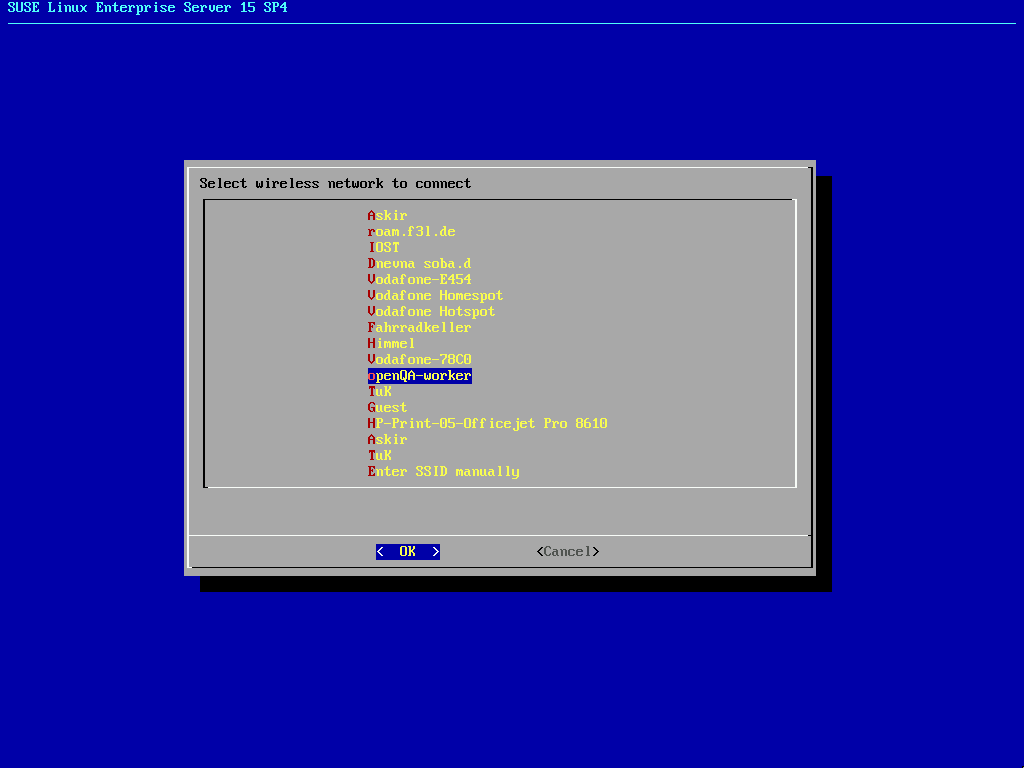 SUSE Linux Enterprise Server 15 SP4
Select wireless network to connect
Askir
roam.f3l.de
IOST
Dnevna soba.d
Vodafone-E454
Vodafone Homespot
Vodafone Hotspot
Fahrradkeller
Himmel
Vodafone-78C0
openQA-worker
TuK
Guest
HP-Print-05-Officejet Pro 8610
Askir
TuK
Enter SSID manually
<  OK  > <Cancel>